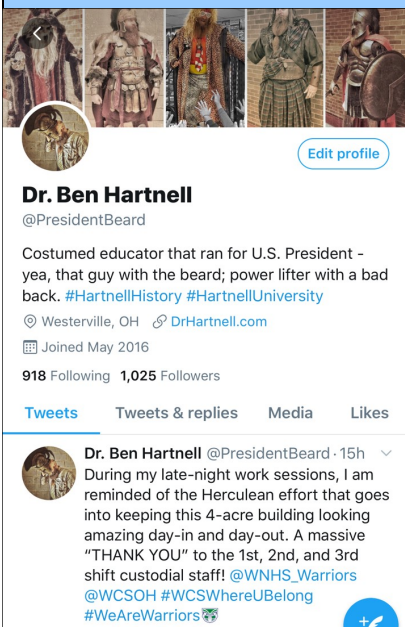 Edit profile
Dr. Ben Hartnell
@PresidentBeard
Costumed educator that ran for U.S. President -
yea, that guy with the beard; power lifter with a bad
back. #HartnellHistory #HartnellUniversity
Westerville, OH DrHartnell.com
Joined May 2016
918 Following 1,025 Followers
Tweets Tweets & replies Media Likes
Dr. Ben Hartnell @PresidentBeard · 15h
During my late-night work sessions, I am
reminded of the Herculean effort that goes
into keeping this 4-acre building looking
amazing day-in and day-out. A massive
“THANK YOU” to the 1st, 2nd, and 3rd
shift custodial staff! @WNHS_Warriors
@WCSOH #WCSWhereUBelong
#WeAreWarriors